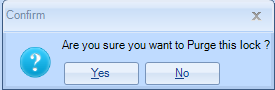 Confirm
Are you sure you want to Purge this lock ?
Yes
No